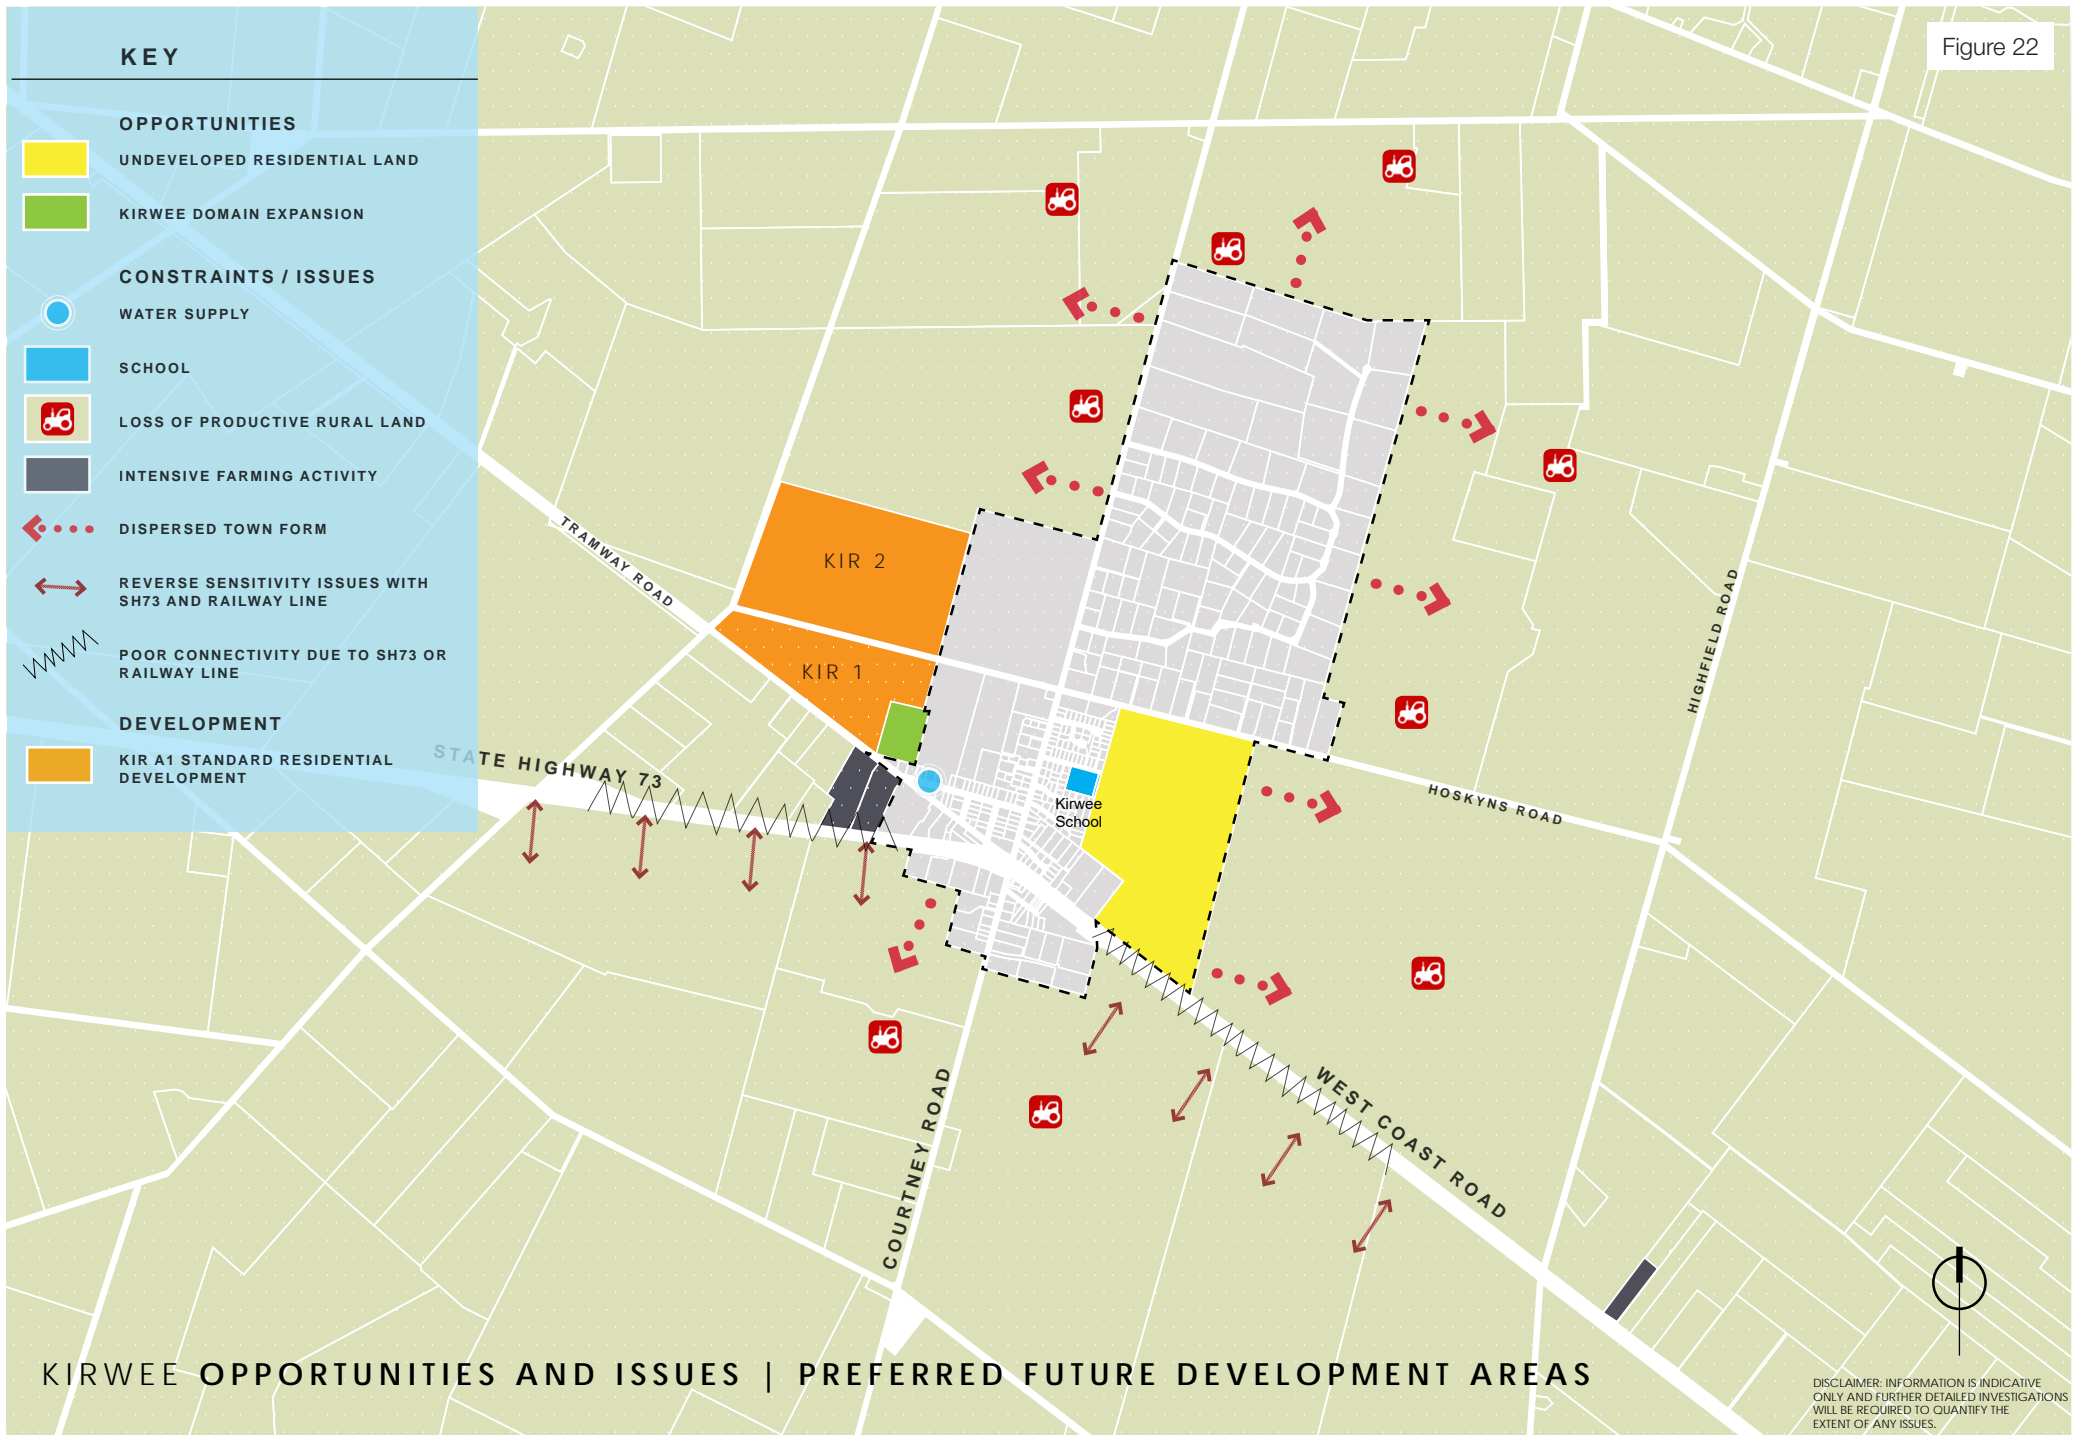 Figure 22
KEY
OPPORTUNITIES
UNDEVELOPED RESIDENTIAL LAND
KIRWEE DOMAIN EXPANSION
CONSTRAINTS / ISSUES
WATER SUPPLY
SCHOOL
LOSS OF PRODUCTIVE RURAL LAND
INTENSIVE FARMING ACTIVITY
DISPERSED TOWN FORM
REVERSE SENSITIVITY ISSUES WITH
SH73 AND RAILWAY LINE
POOR CONNECTIVITY DUE TO SH73 OR
RAILWAY LINE
DEVELOPMENT
KIR A1 STANDARD RESIDENTIAL
DEVELOPMENT
TRAMWAY ROAD
KIR 2
KIR 1
STATE HIGHWAY 73
Kirwee
School
HIGHFIELD ROAD
HOSKYNS ROAD
WEST COAST ROAD
COURTNEY ROAD
KIRWEE OPPORTUNITIES AND ISSUES | PREFERRED FUTURE DEVELOPMENT AREAS
DISCLAIMER: INFORMATION IS INDICATIVE
ONLY AND FURTHER DETAILED INVESTIGATIONS
WILL BE REQUIRED TO QUANTIFY THE
EXTENT OF ANY ISSUES.